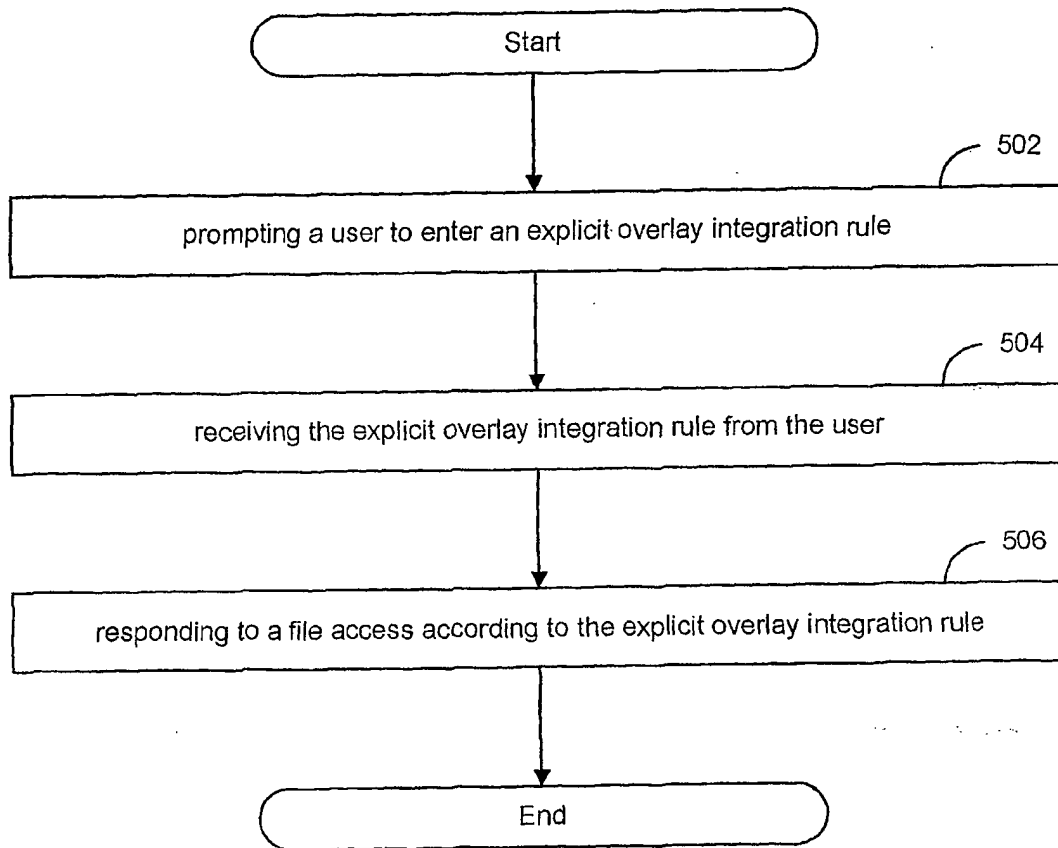 Start
502
prompting a user to enter an explicit overlay integration rule
504
receiving the explicit overlay integration rule from the user
506
responding to a file access according to the explicit overlay integration rule
End